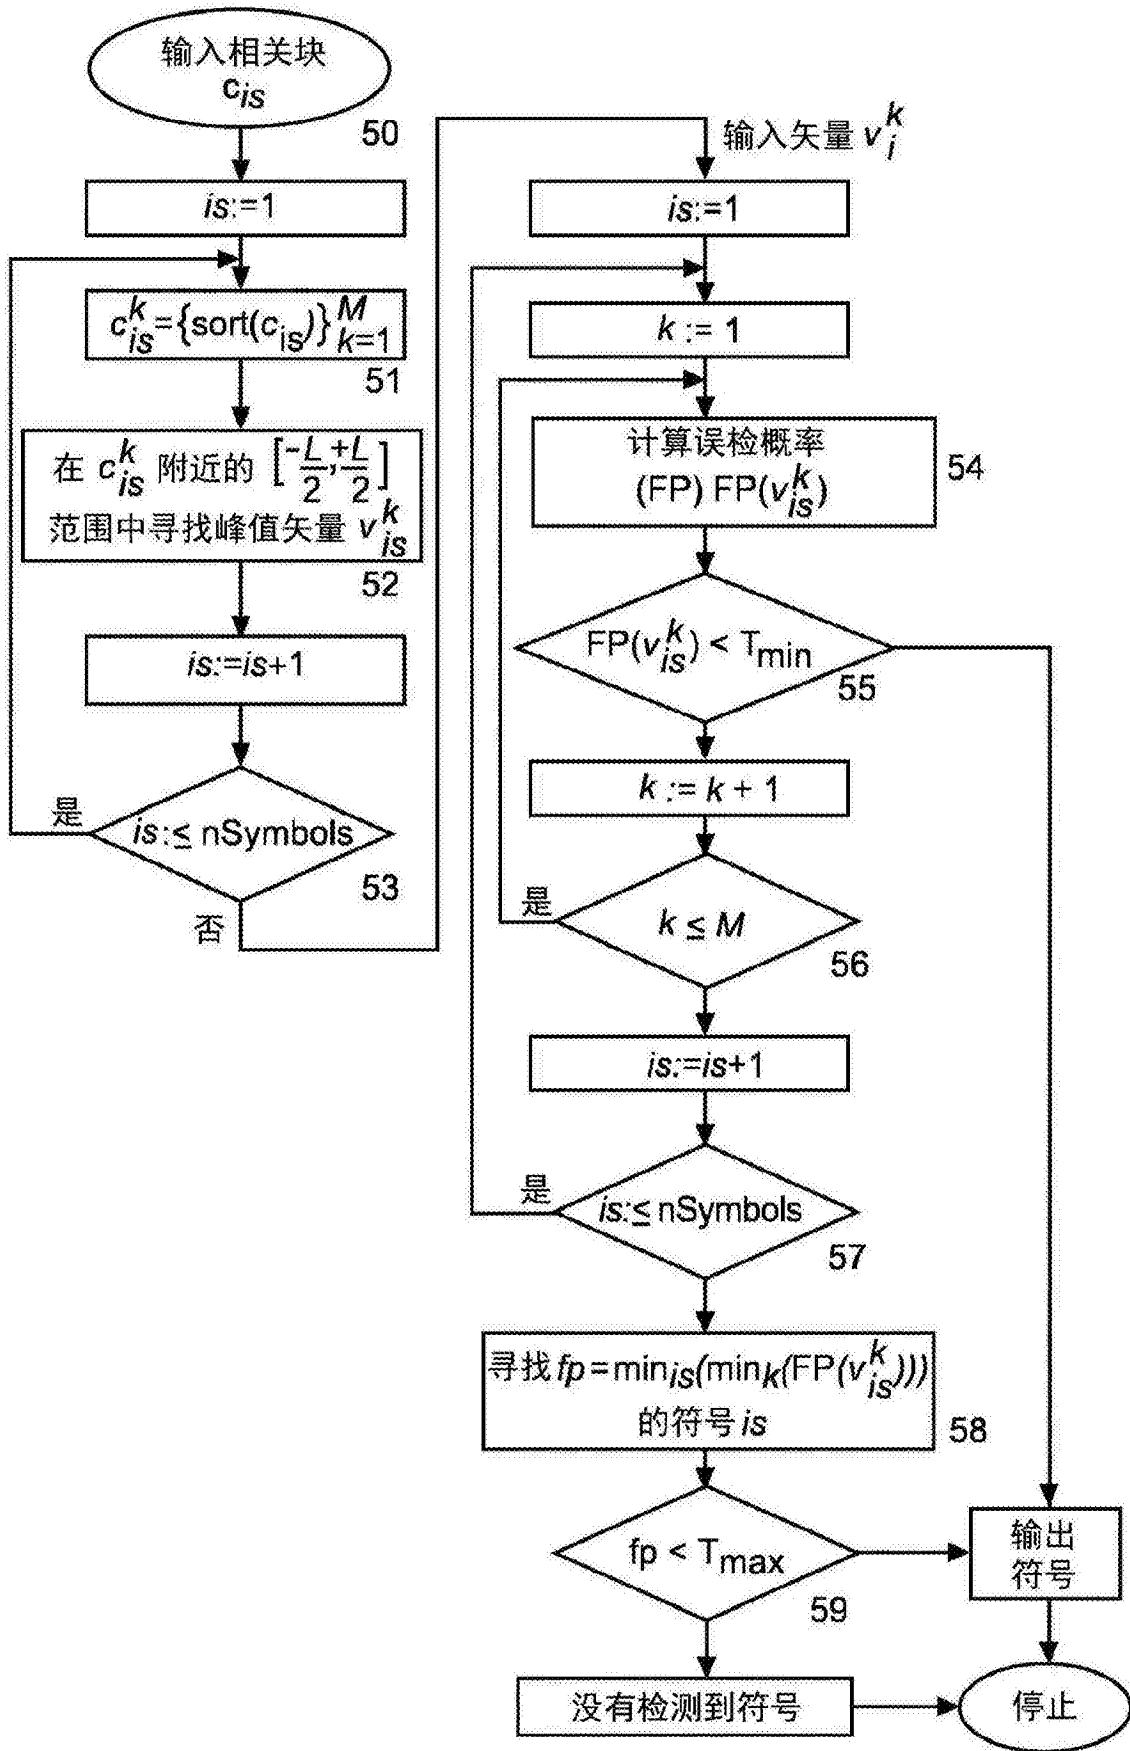 输入相关块
c_is
50
is:=1
c^k_is={sort(c_is)}^M_k=1
51
在 c^k_is 附近的 [-L/2,+L/2]
范围中寻找峰值矢量 v^k_is
52
is:=is+1
是
is:≤ nSymbols
53
否
输入矢量 v^k_i
is:=1
k := 1
计算误检概率
(FP) FP(v^k_is)
54
FP(v^k_is) < T_min
55
k := k + 1
是
k ≤ M
56
is:=is+1
是
is:≤ nSymbols
57
寻找 fp = min_is(min_k(FP(v^k_is)))
的符号 is
58
fp < T_max
59
输出
符号
没有检测到符号
停止